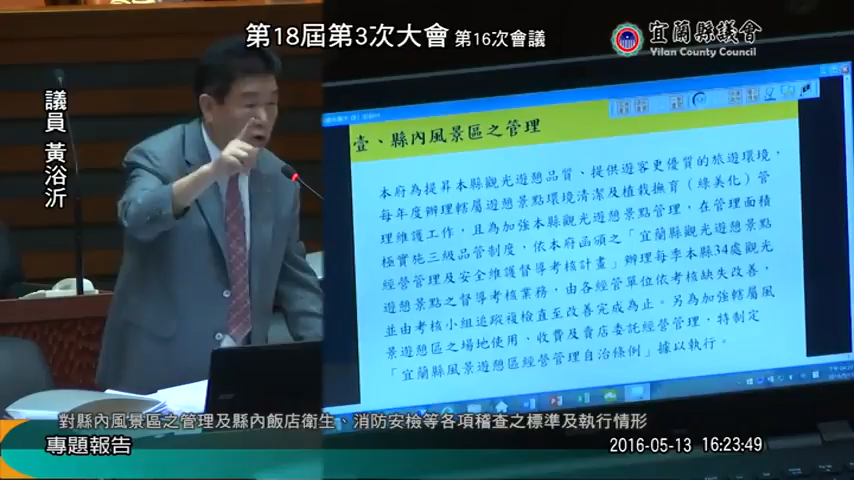 第18屆第3次大會 第16次會議
宜蘭縣議會
Yilan County Council
議員 黃浴沂
壹、縣內風景區之管理
本府為提昇本縣觀光遊憩品質、提供遊客更優質的旅遊環境，
每年度辦理轄屬遊憩景點環境清潔及植栽撫育（綠美化）管
理維護工作，且為加強本縣觀光遊憩景點管理，在管理面積
極實施三級品管制度，依本府函頒之「宜蘭縣觀光遊憩景點
經營管理及安全維護督導考核計畫」辦理每季本縣34處觀光
遊憩景點之督導考核業務，由各經管單位依考核缺失改善，
並由考核小組追蹤複檢直至改善完成為止。另為加強轄屬風
景遊憩區之場地使用、收費及賣店委託經營管理，特制定
「宜蘭縣風景遊憩區經營管理自治條例」據以執行。
對縣內風景區之管理及縣內飯店衛生、消防安檢等各項稽查之標準及執行情形
專題報告
2016-05-13 16:23:49